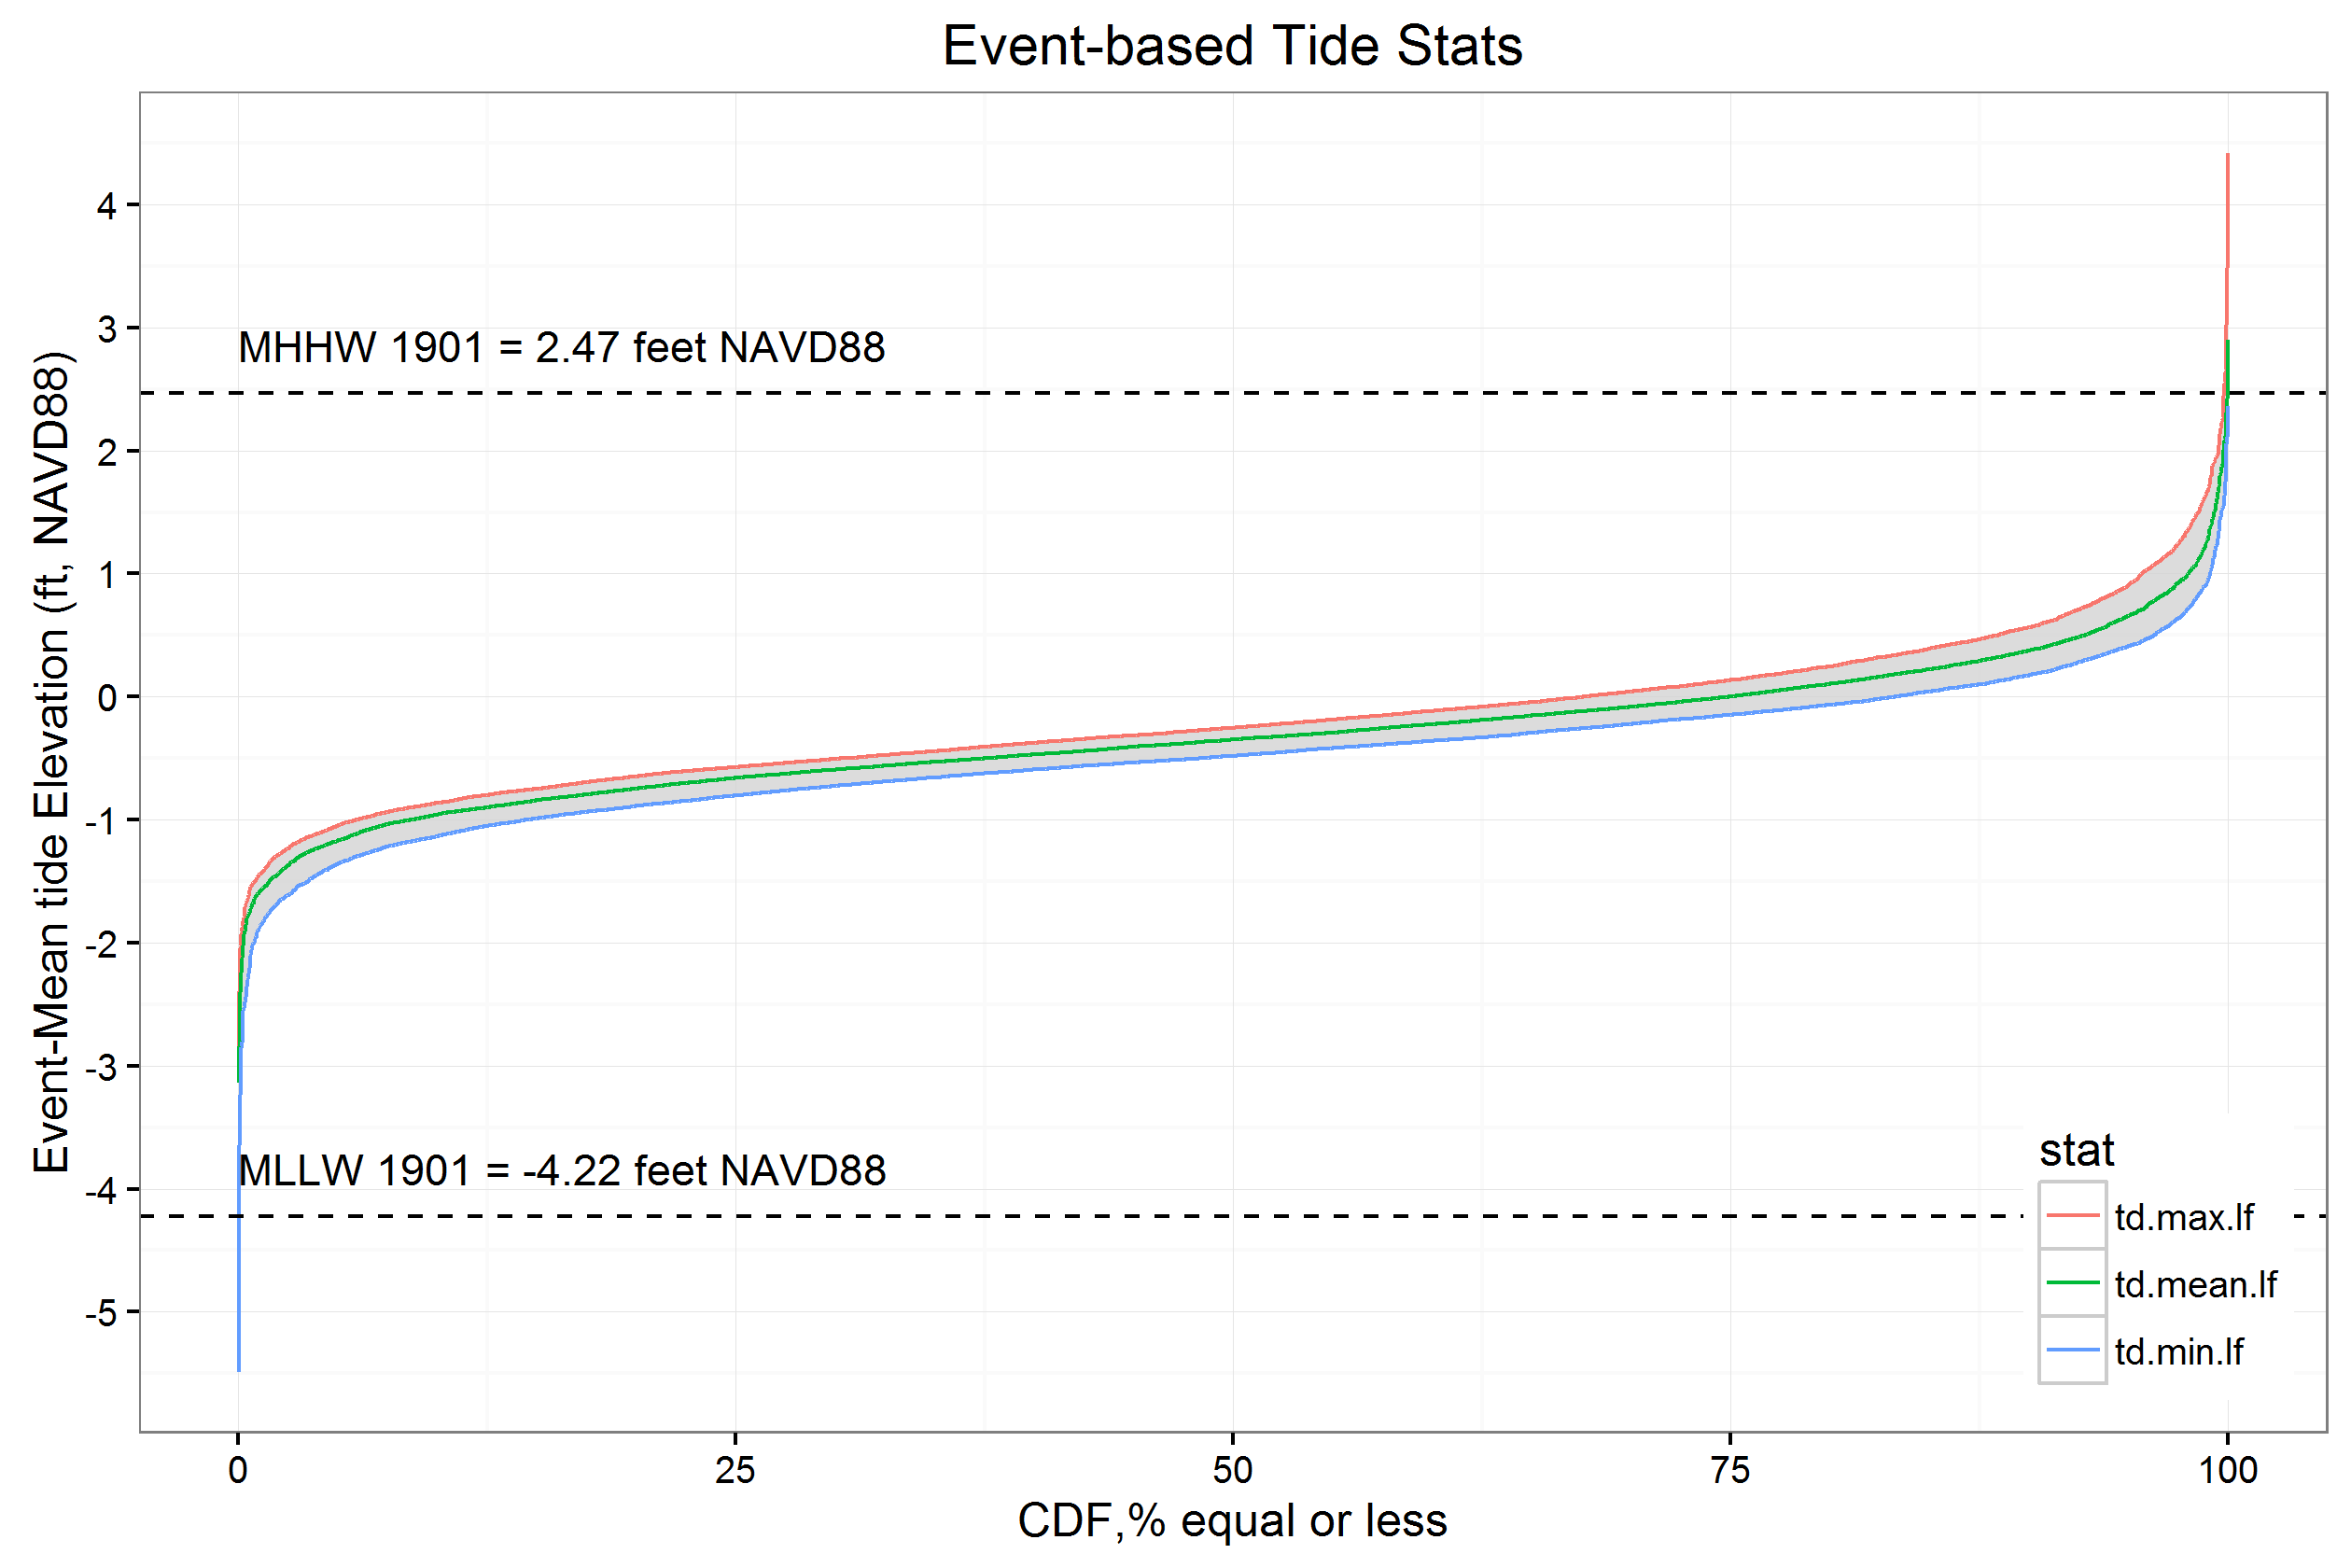 Event-based Tide Stats
Event-Mean tide Elevation (ft, NAVD88)
4
3
2
1
0
-1
-2
-3
-4
-5
MHHW 1901 = 2.47 feet NAVD88
MLLW 1901 = -4.22 feet NAVD88
stat
td.max.lf
td.mean.lf
td.min.lf
0 25 50 75 100
CDF,% equal or less